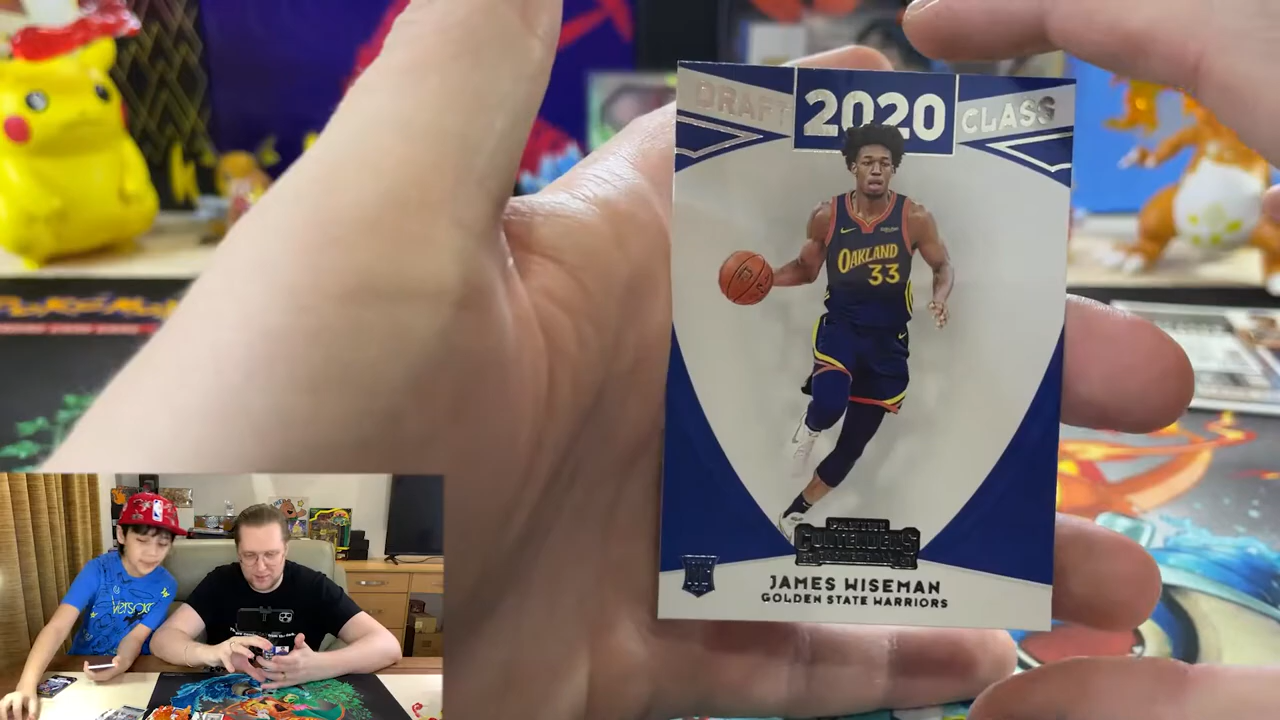 DRAFT 2020 CLASS
OAKLAND
33
PANINI
CONTENDERS
JAMES WISEMAN
GOLDEN STATE WARRIORS